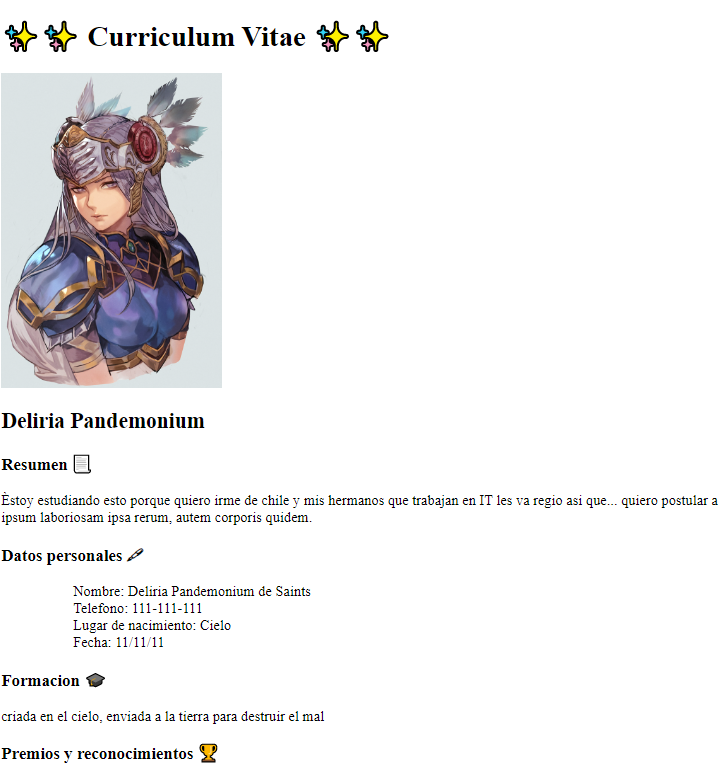 ✨✨ Curriculum Vitae ✨✨
Deliria Pandemonium
Resumen 📃
Èstoy estudiando esto porque quiero irme de chile y mis hermanos que trabajan en IT les va regio asi que... quiero postular a
ipsum laboriosam ipsa rerum, autem corporis quidem.
Datos personales 🖋
Nombre: Deliria Pandemonium de Saints
Telefono: 111-111-111
Lugar de nacimiento: Cielo
Fecha: 11/11/11
Formacion 🎓
criada en el cielo, enviada a la tierra para destruir el mal
Premios y reconocimientos 🏆